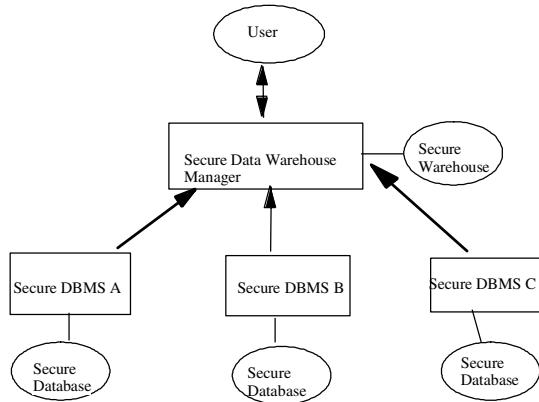 User
Secure Data Warehouse
Manager
Secure
Warehouse
Secure DBMS A
Secure DBMS B
Secure DBMS C
Secure
Database
Secure
Database
Secure
Database